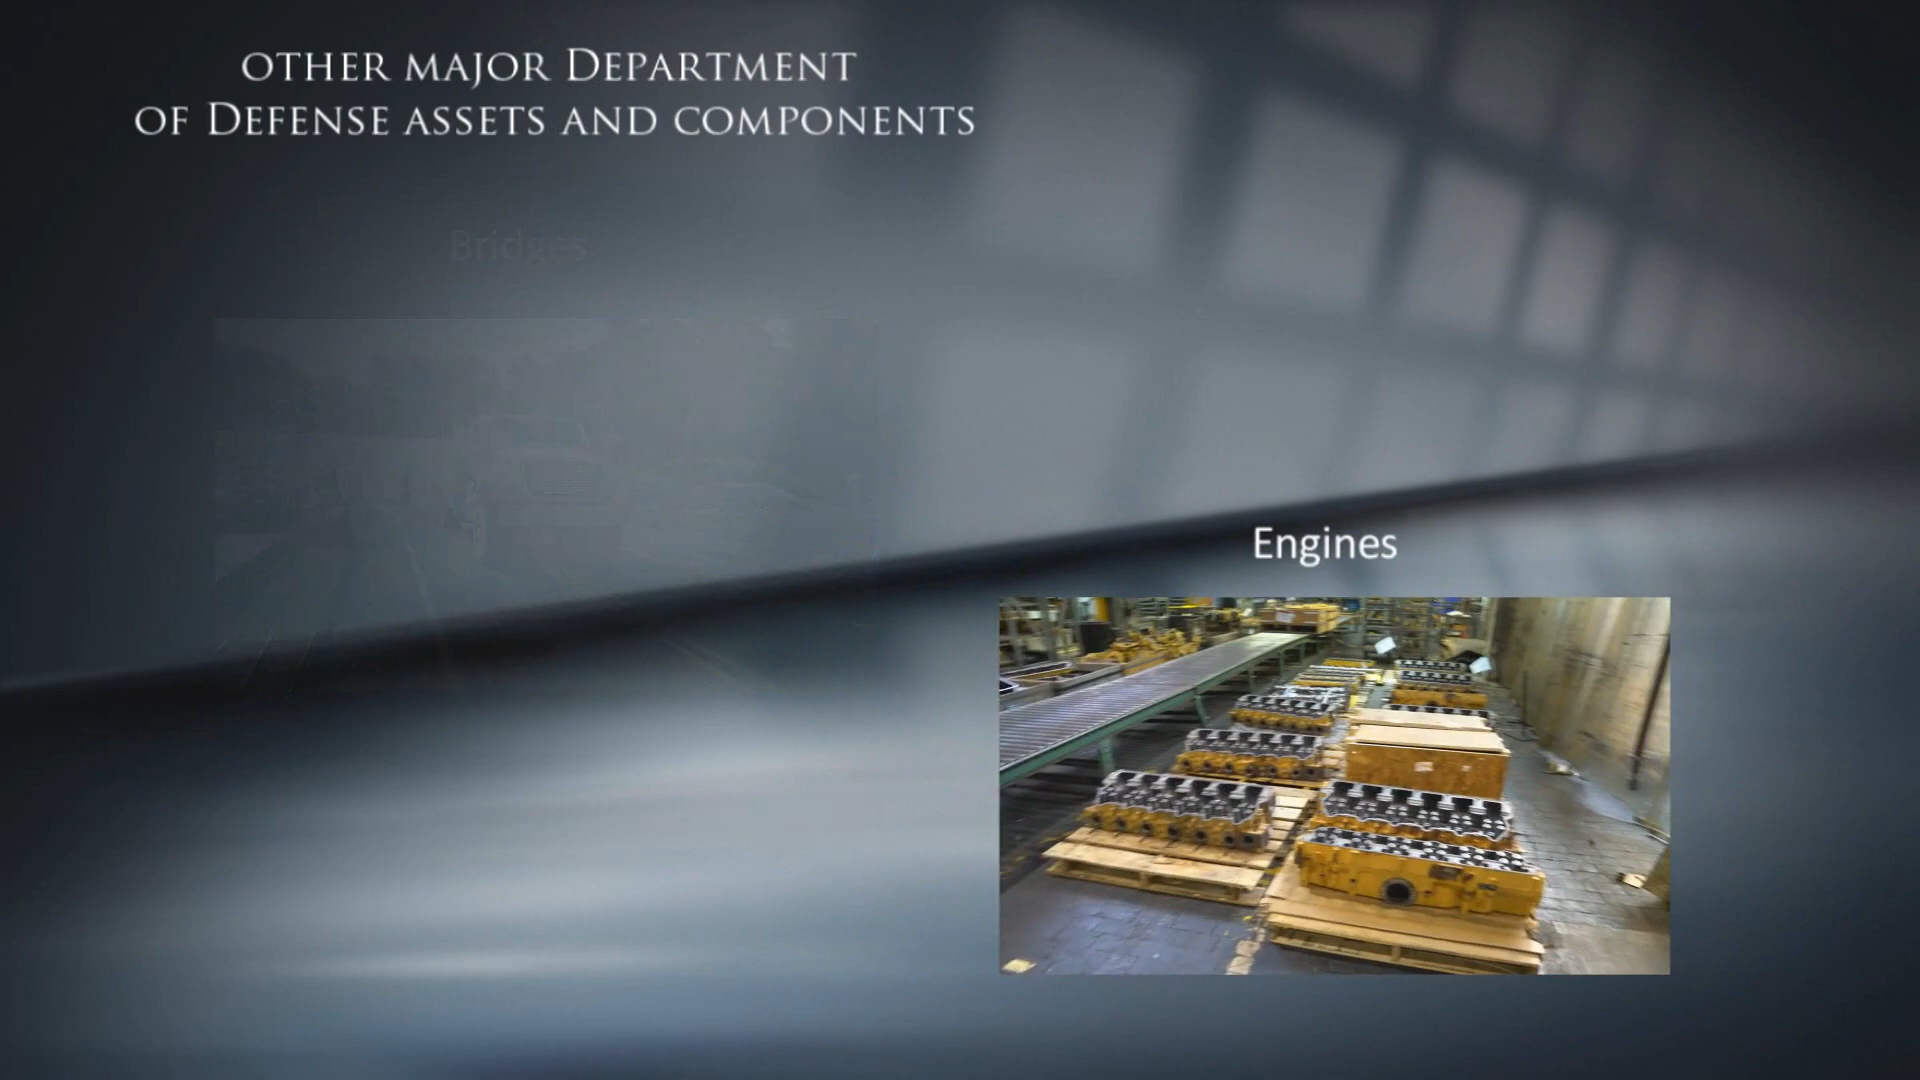 OTHER MAJOR DEPARTMENT
OF DEFENSE ASSETS AND COMPONENTS
Bridges
Engines